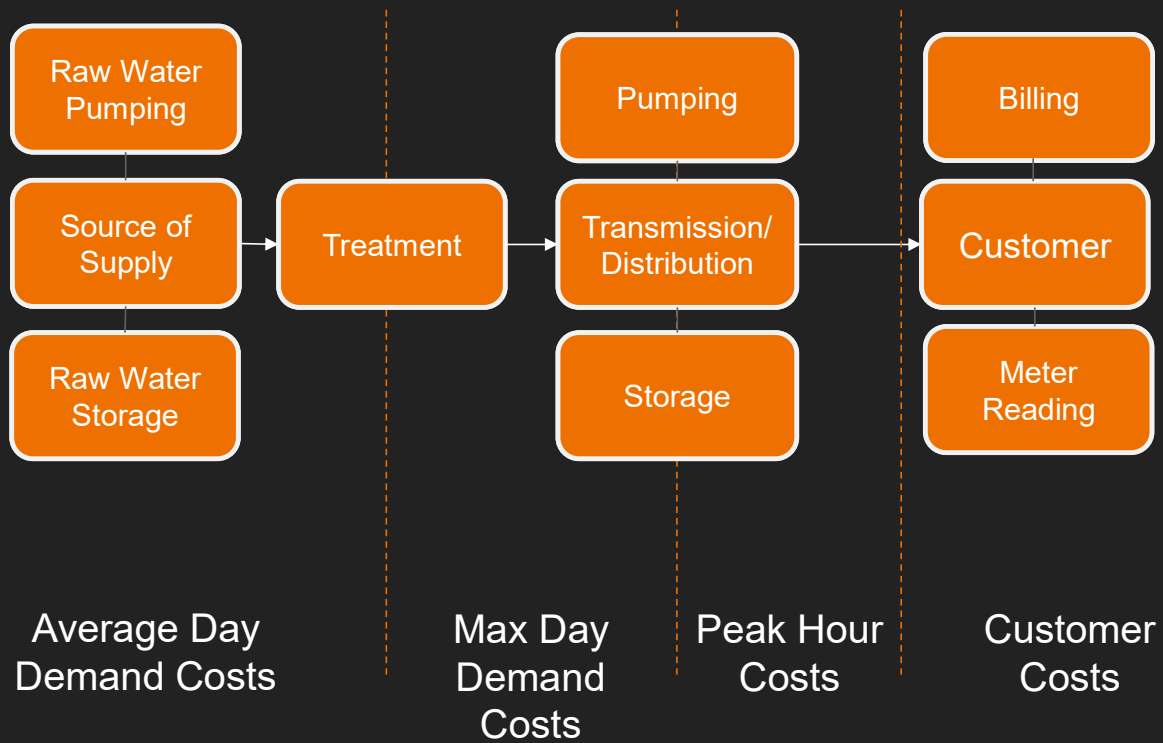 Raw Water
Pumping
Source of
Supply
Raw Water
Storage
Treatment
Pumping
Transmission/
Distribution
Storage
Billing
Customer
Meter
Reading
Average Day
Demand Costs
Max Day
Demand
Costs
Peak Hour
Costs
Customer
Costs